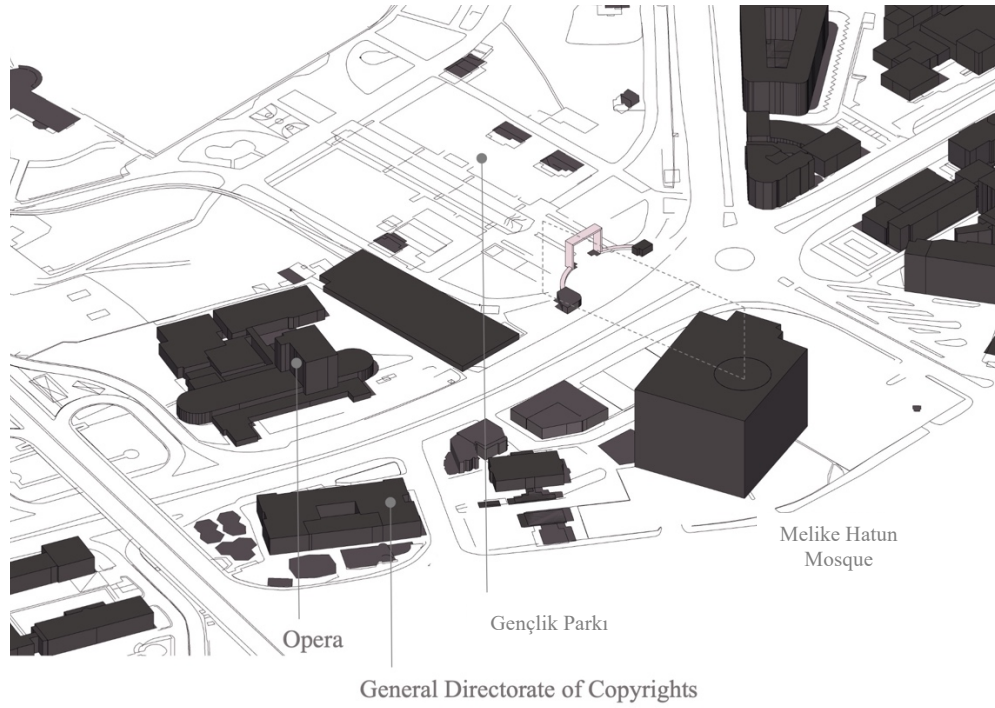 Melike Hatun
Mosque
Gençlik Parkı
Opera
General Directorate of Copyrights